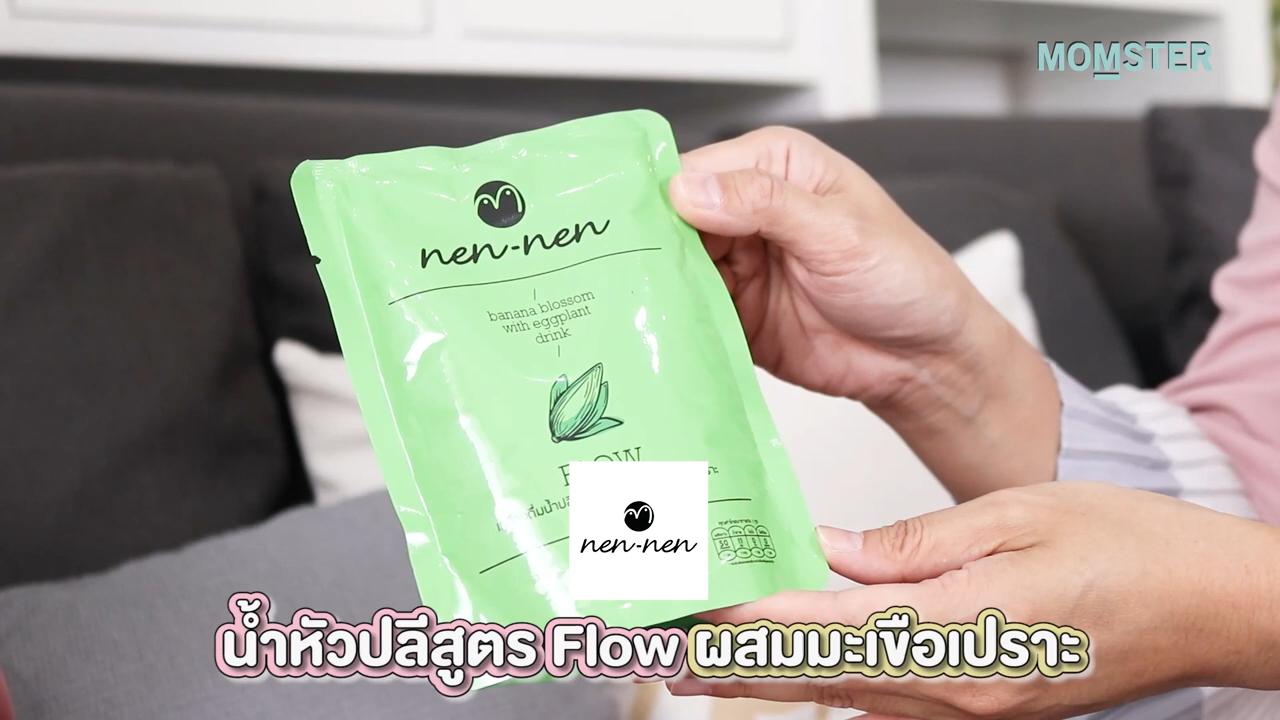 MOMSTER
nen-nen
banana blossom
with eggplant
drink
FLOW
nen-nen
น้ำหัวปลีสูตร Flow ผสมมะเขือเปราะ